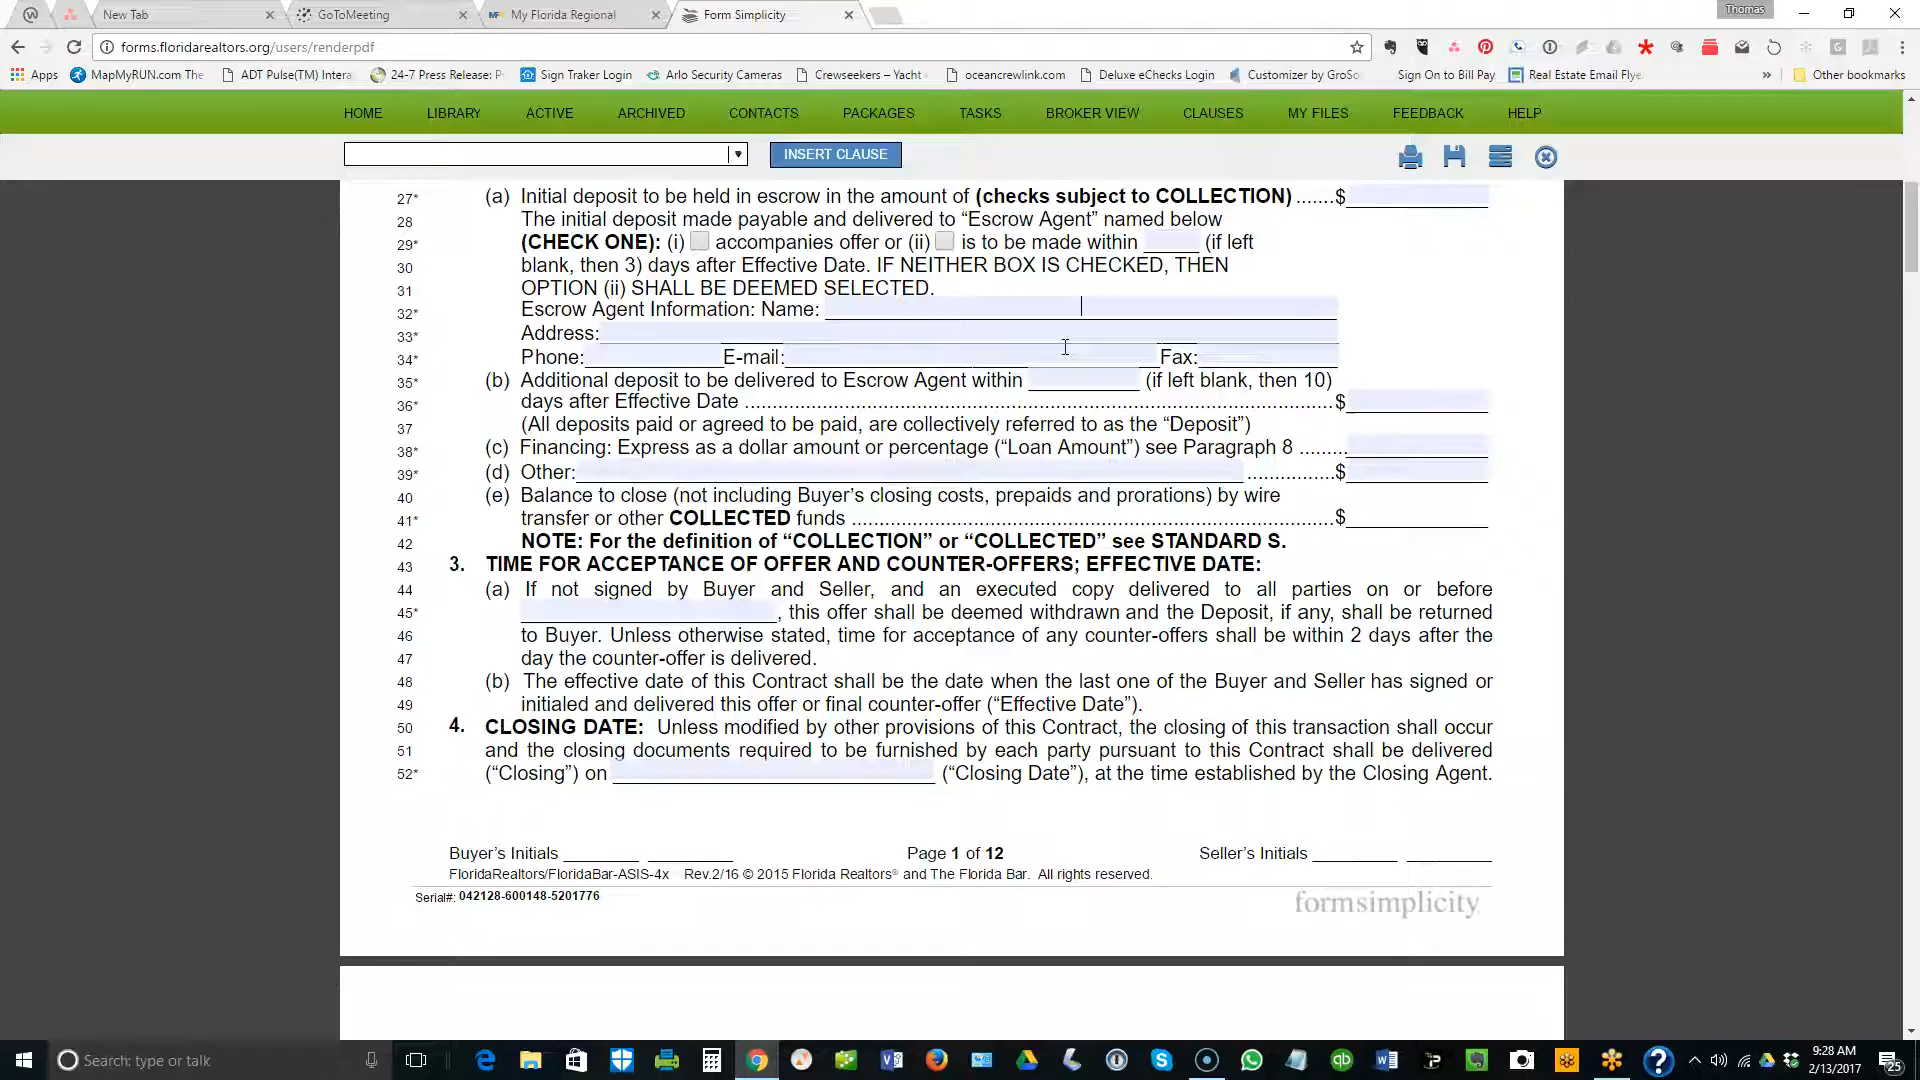 New Tab
GoToMeeting
My Florida Regional
Form Simplicity
Thomas
forms.floridarealtors.org/users/renderpdf
Apps
MapMyRUN.com The
ADT Pulse(TM) Intera
24-7 Press Release: P
Sign Traker Login
Arlo Security Cameras
Crewseekers – Yacht
oceancrewlink.com
Deluxe eChecks Login
Customizer by GroSo
Sign On to Bill Pay
Real Estate Email Flye
Other bookmarks
HOME LIBRARY ACTIVE ARCHIVED CONTACTS PACKAGES TASKS BROKER VIEW CLAUSES MY FILES FEEDBACK HELP
INSERT CLAUSE
27* (a) Initial deposit to be held in escrow in the amount of (checks subject to COLLECTION) .......$
28 The initial deposit made payable and delivered to “Escrow Agent” named below
29* (CHECK ONE): (i) accompanies offer or (ii) is to be made within ____ (if left
30 blank, then 3) days after Effective Date. IF NEITHER BOX IS CHECKED, THEN
31 OPTION (ii) SHALL BE DEEMED SELECTED.
32* Escrow Agent Information: Name:
33* Address:
34* Phone: E-mail: Fax:
35* (b) Additional deposit to be delivered to Escrow Agent within ____ (if left blank, then 10)
36* days after Effective Date ..........$
37 (All deposits paid or agreed to be paid, are collectively referred to as the “Deposit”)
38* (c) Financing: Express as a dollar amount or percentage (“Loan Amount”) see Paragraph 8 .........
39* (d) Other: ................$
40 (e) Balance to close (not including Buyer’s closing costs, prepaids and prorations) by wire
41* transfer or other COLLECTED funds ..........$
42 NOTE: For the definition of “COLLECTION” or “COLLECTED” see STANDARD S.
43 3. TIME FOR ACCEPTANCE OF OFFER AND COUNTER-OFFERS; EFFECTIVE DATE:
44 (a) If not signed by Buyer and Seller, and an executed copy delivered to all parties on or before
45* ____, this offer shall be deemed withdrawn and the Deposit, if any, shall be returned
46 to Buyer. Unless otherwise stated, time for acceptance of any counter-offers shall be within 2 days after the
47 day the counter-offer is delivered.
48 (b) The effective date of this Contract shall be the date when the last one of the Buyer and Seller has signed or
49 initialed and delivered this offer or final counter-offer (“Effective Date”).
50 4. CLOSING DATE: Unless modified by other provisions of this Contract, the closing of this transaction shall occur
51 and the closing documents required to be furnished by each party pursuant to this Contract shall be delivered
52* (“Closing”) on ____ (“Closing Date”), at the time established by the Closing Agent.
Buyer’s Initials ____ ____ Page 1 of 12 Seller’s Initials ____ ____
FloridaRealtors/FloridaBar-ASIS-4x Rev.2/16 © 2015 Florida Realtors® and The Florida Bar. All rights reserved.
Serial#: 042128-600148-5201776
formsimplicity
Search: type or talk
9:28 AM
2/13/2017
25